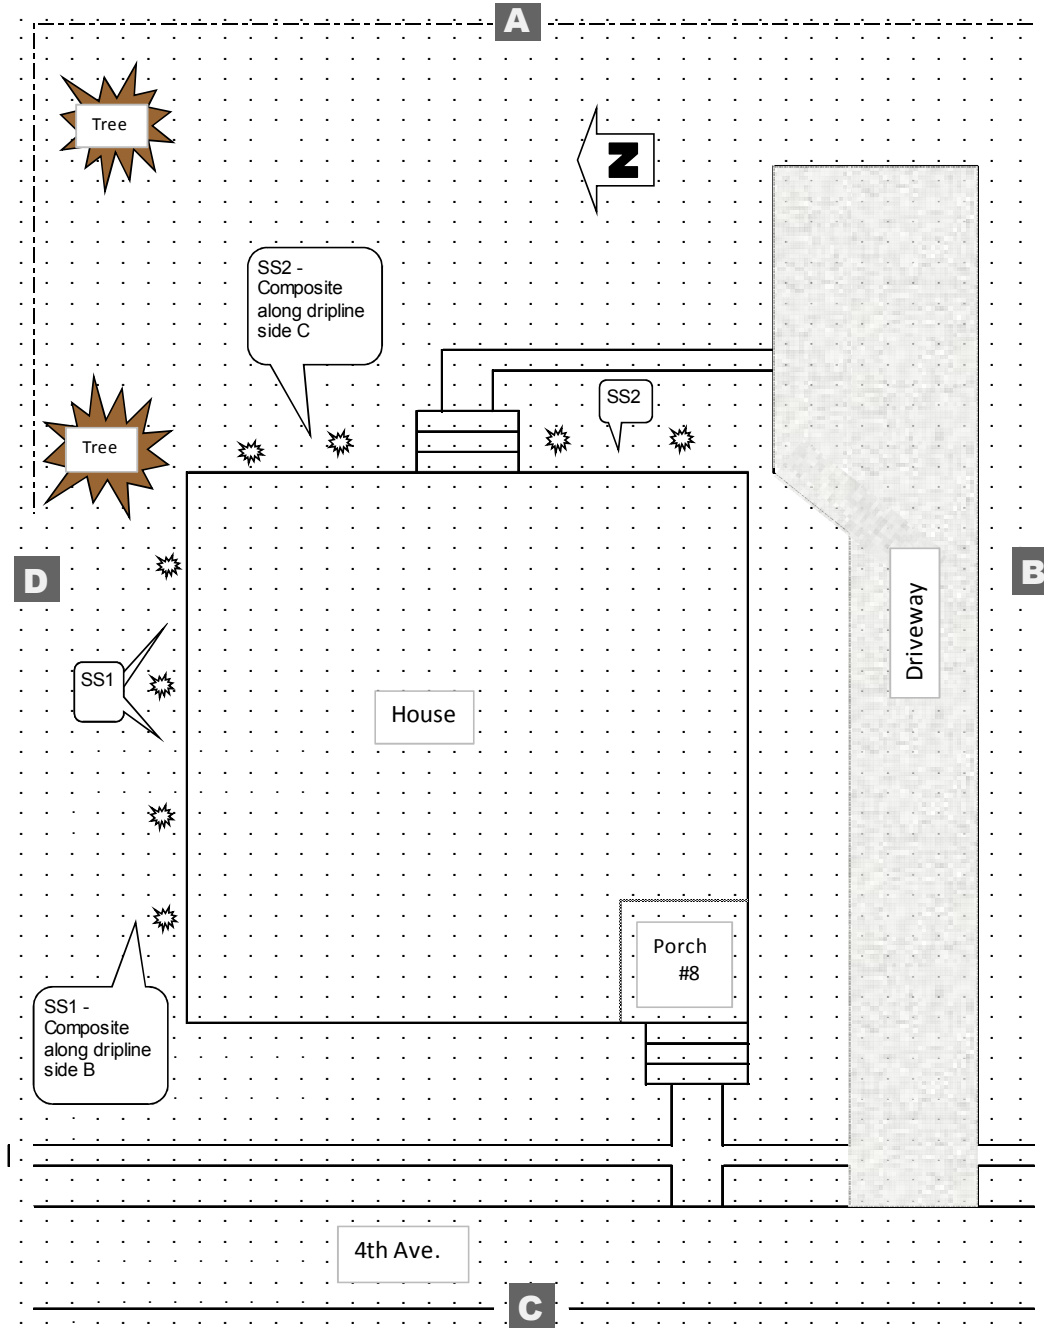 A
Tree
N
SS2 -
Composite
along dripline
side C
SS2
Tree
D
B
Driveway
SS1
House
Porch
#8
SS1 -
Composite
along dripline
side B
4th Ave.
C